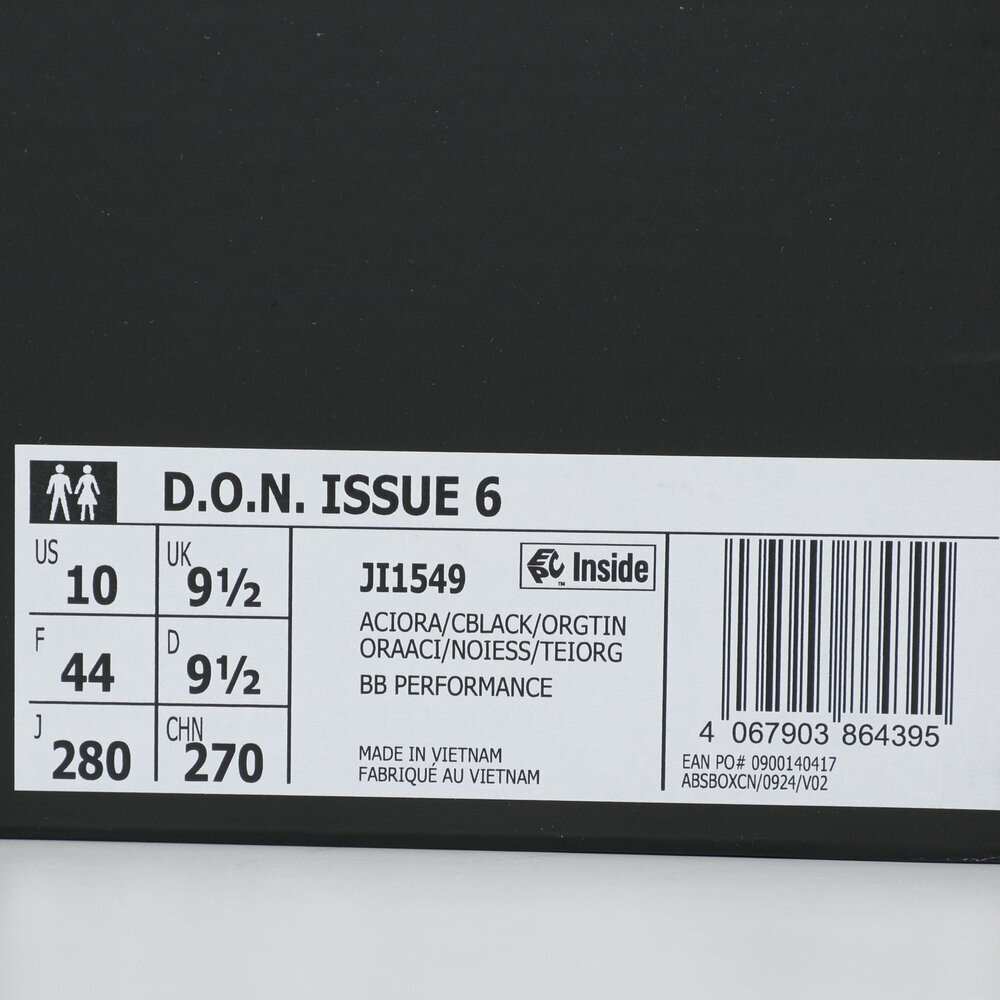 D.O.N. ISSUE 6
US 10
UK 9½
F 44
D 9½
J 280
CHN 270
JI1549
EPC Inside
™
ACIORA/CBLACK/ORGTIN
ORAACI/NOIESS/TEIORG
BB PERFORMANCE
MADE IN VIETNAM
FABRIQUÉ AU VIETNAM
4 067903 864395
EAN PO# 0900140417
ABSBOXCN/0924/V02